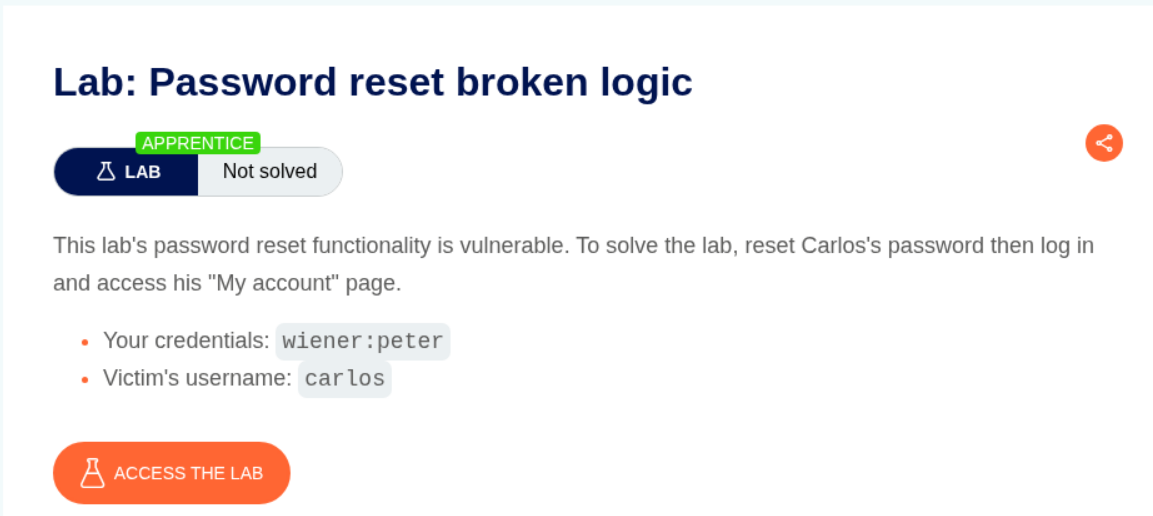 Lab: Password reset broken logic
APPRENTICE
LAB Not solved
This lab's password reset functionality is vulnerable. To solve the lab, reset Carlos's password then log in
and access his "My account" page.
• Your credentials: wiener:peter
• Victim's username: carlos
ACCESS THE LAB